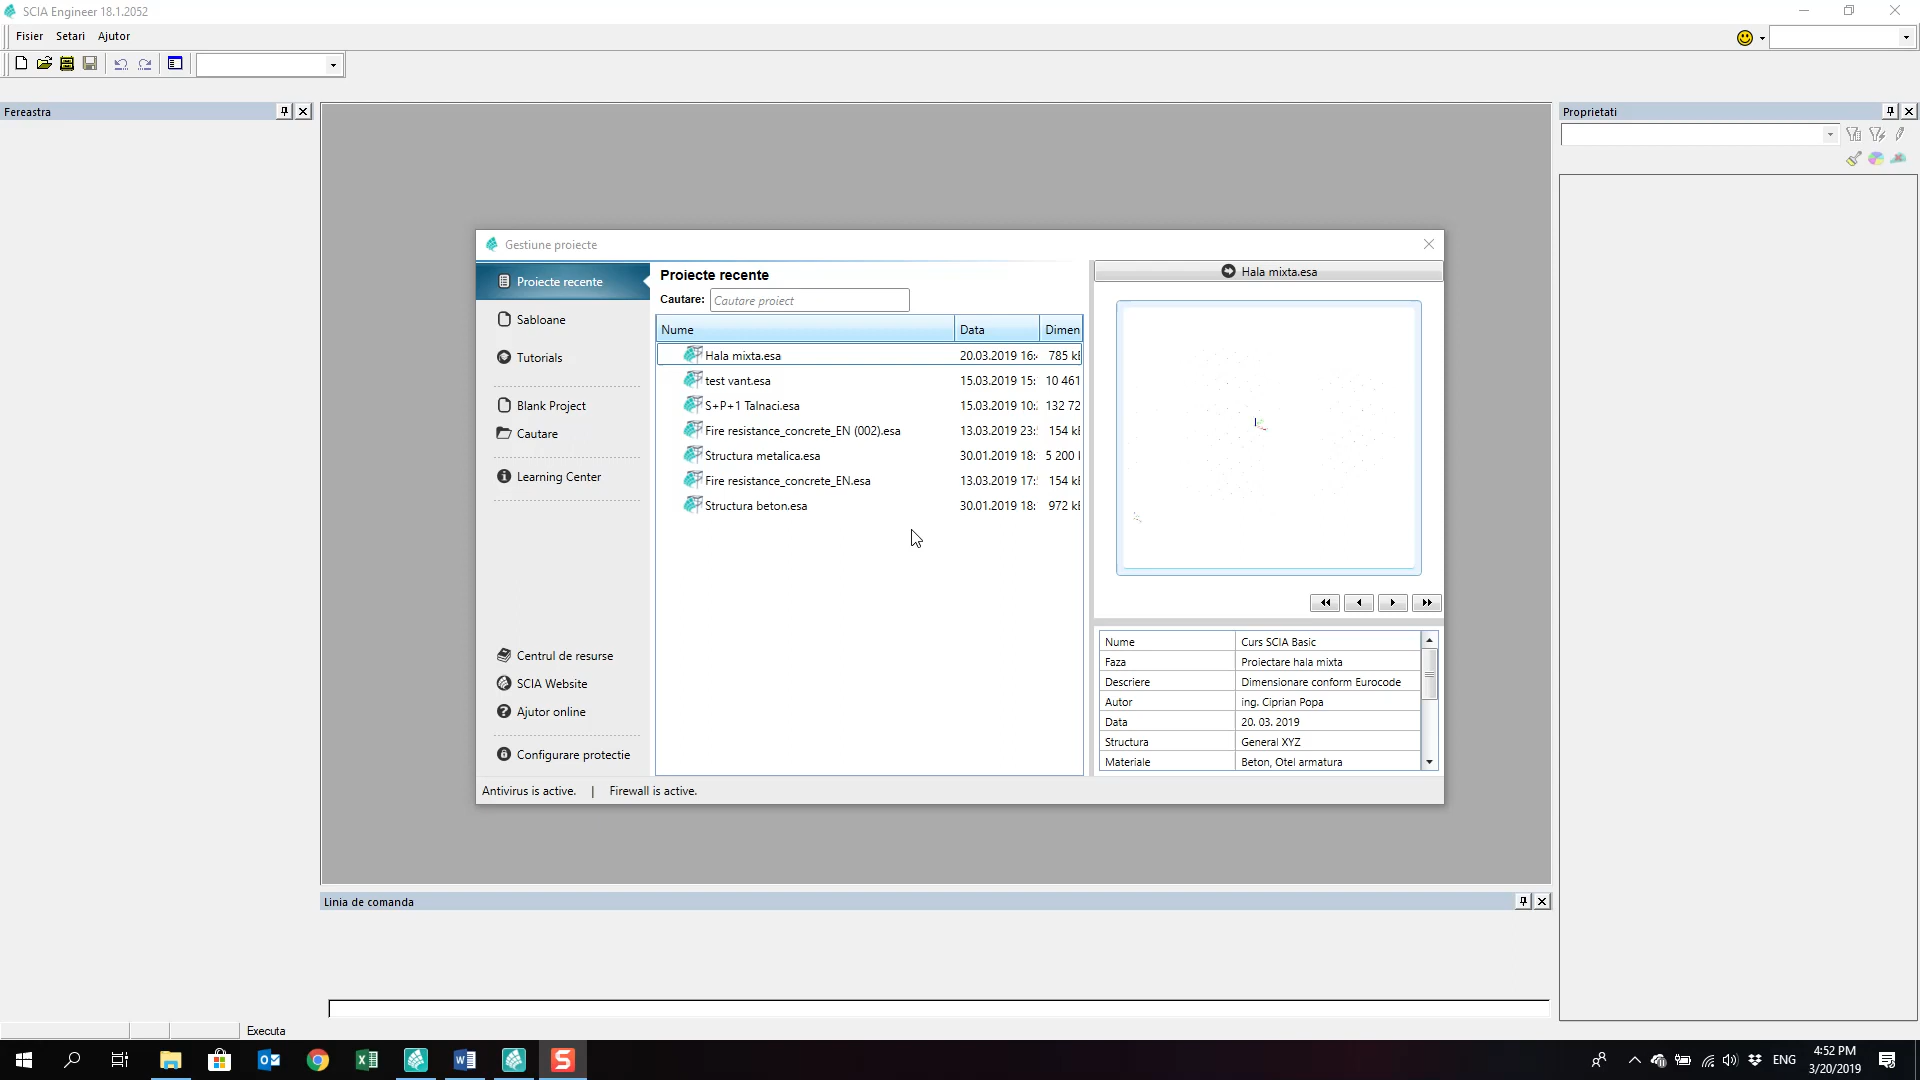 SCIA Engineer 18.1.2052
Fisier Setari Ajutor
Fereastra
Proprietati
Gestiune proiecte
Proiecte recente
Sabloane
Tutorials
Blank Project
Cautare
Learning Center
Centrul de resurse
SCIA Website
Ajutor online
Configurare protectie
Proiecte recente
Cautare: Cautare proiect
Nume Data Dimen
Hala mixta.esa 20.03.2019 16: 785 k
test vant.esa 15.03.2019 15: 10 461
S+P+1 Talnaci.esa 15.03.2019 10: 132 72
Fire resistance_concrete_EN (002).esa 13.03.2019 23: 154 k
Structura metalica.esa 30.01.2019 18: 5 200
Fire resistance_concrete_EN.esa 13.03.2019 17: 154 k
Structura beton.esa 30.01.2019 18: 972 k
Hala mixta.esa
Nume Curs SCIA Basic
Faza Proiectare hala mixta
Descriere Dimensionare conform Eurocode
Autor ing. Ciprian Popa
Data 20. 03. 2019
Structura General XYZ
Materiale Beton, Otel armatura
Antivirus is active. | Firewall is active.
Linia de comanda
Executa
ENG
4:52 PM
3/20/2019